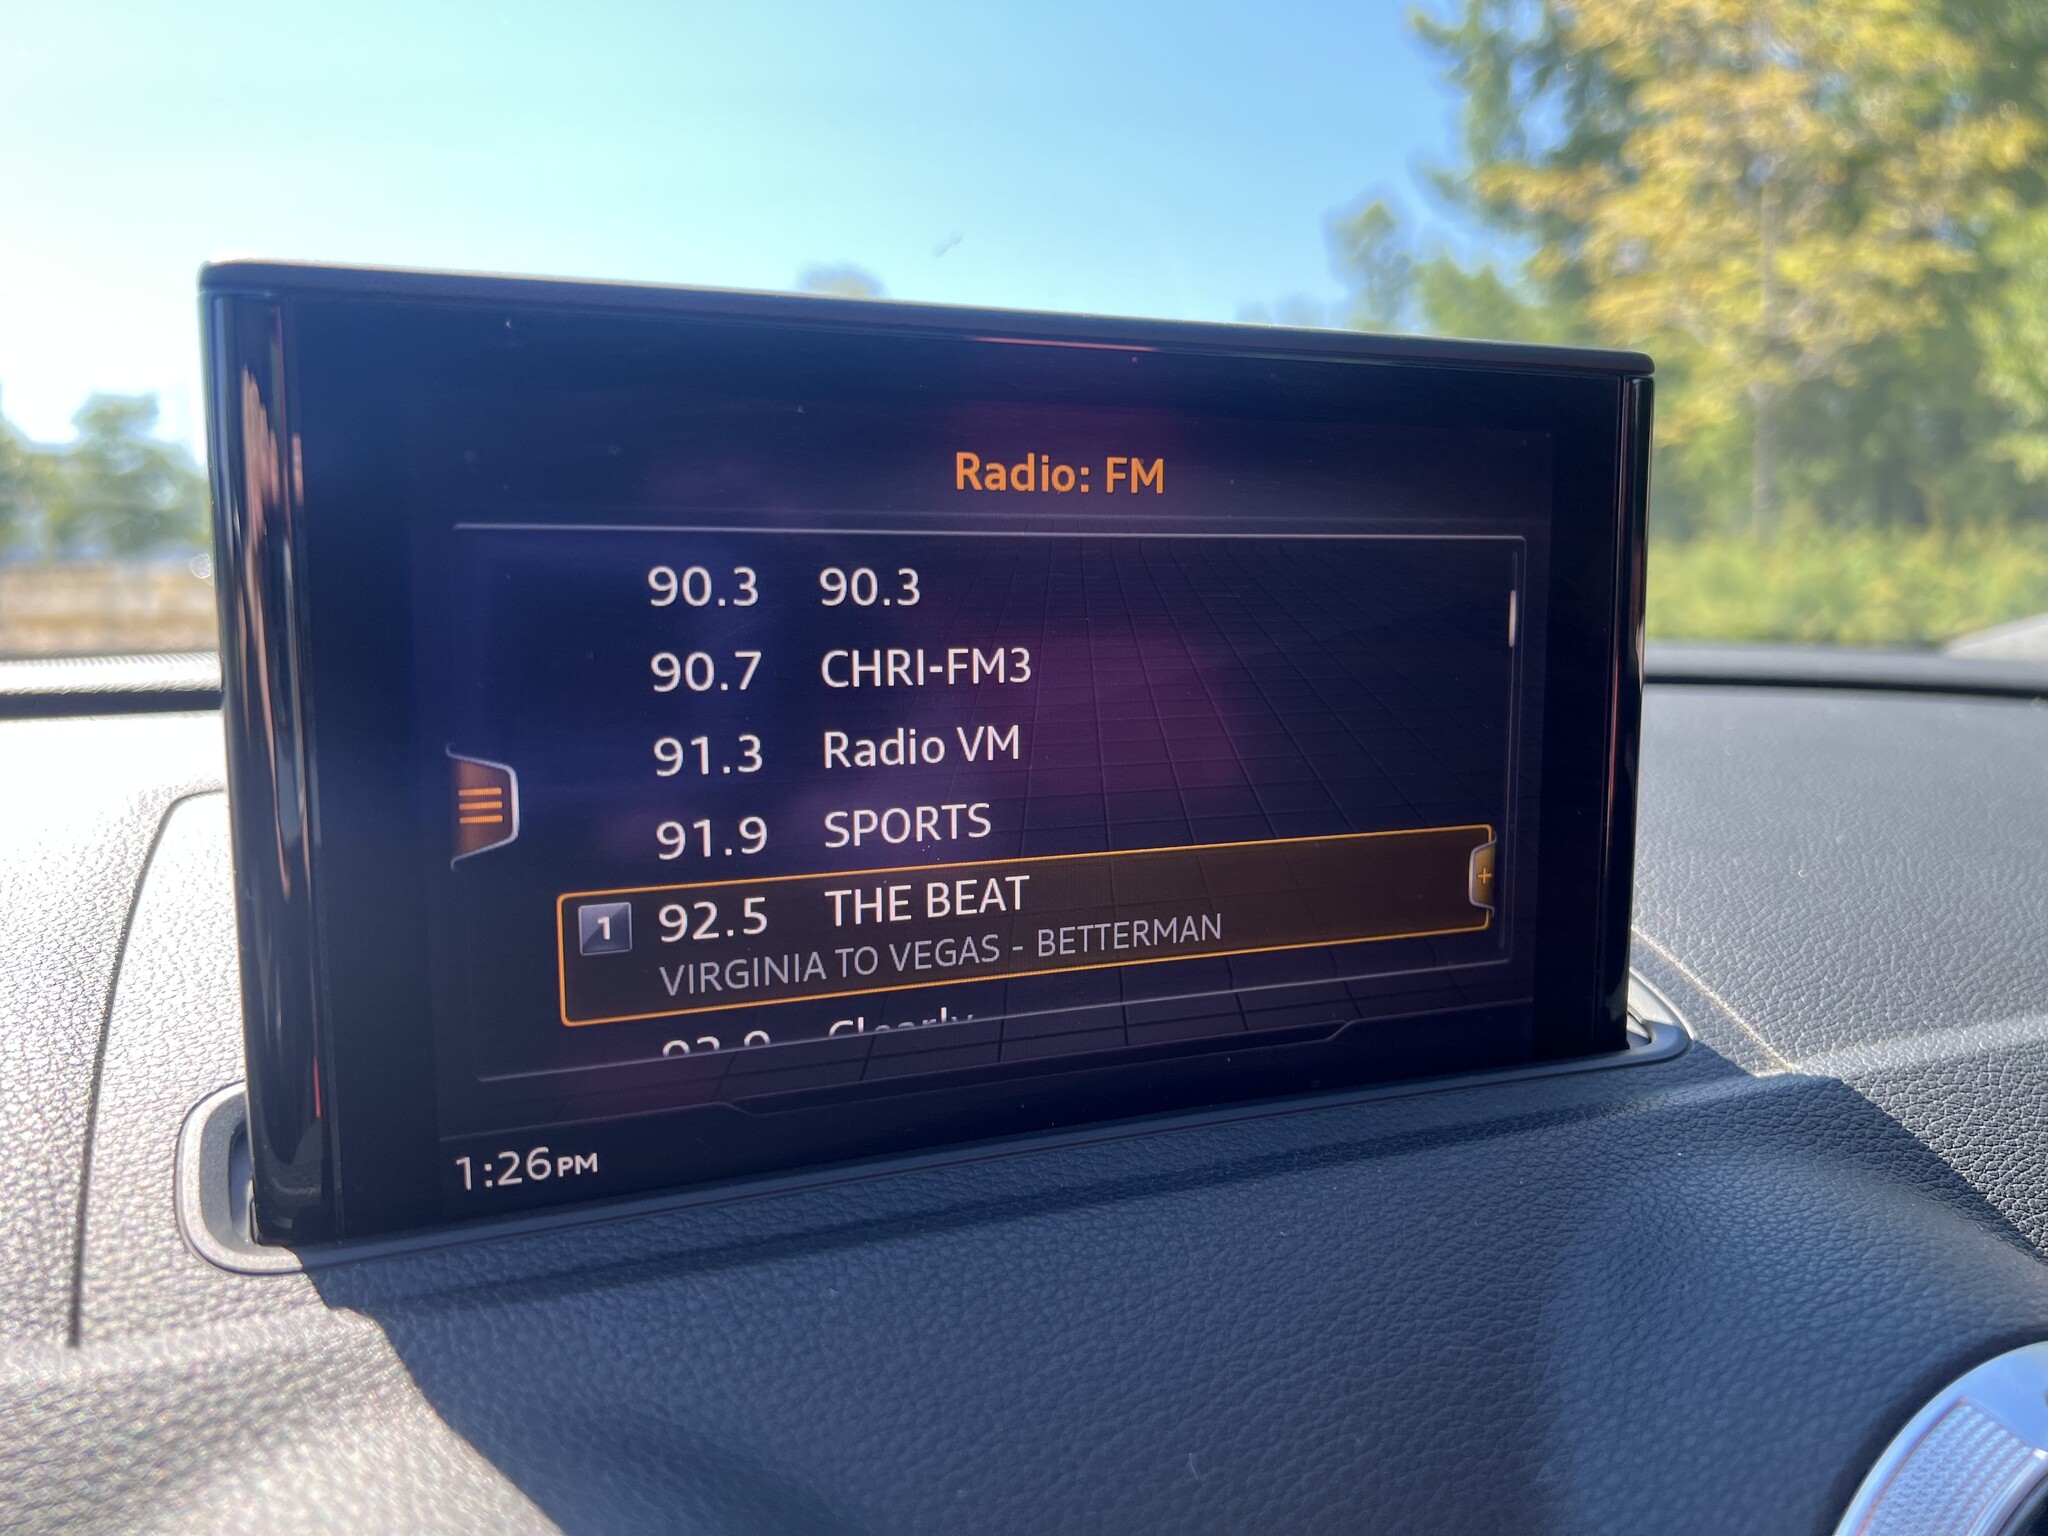 Radio: FM
90.3 90.3
90.7 CHRI-FM3
91.3 Radio VM
91.9 SPORTS
1 92.5 THE BEAT
VIRGINIA TO VEGAS - BETTERMAN
Clearly
1:26PM